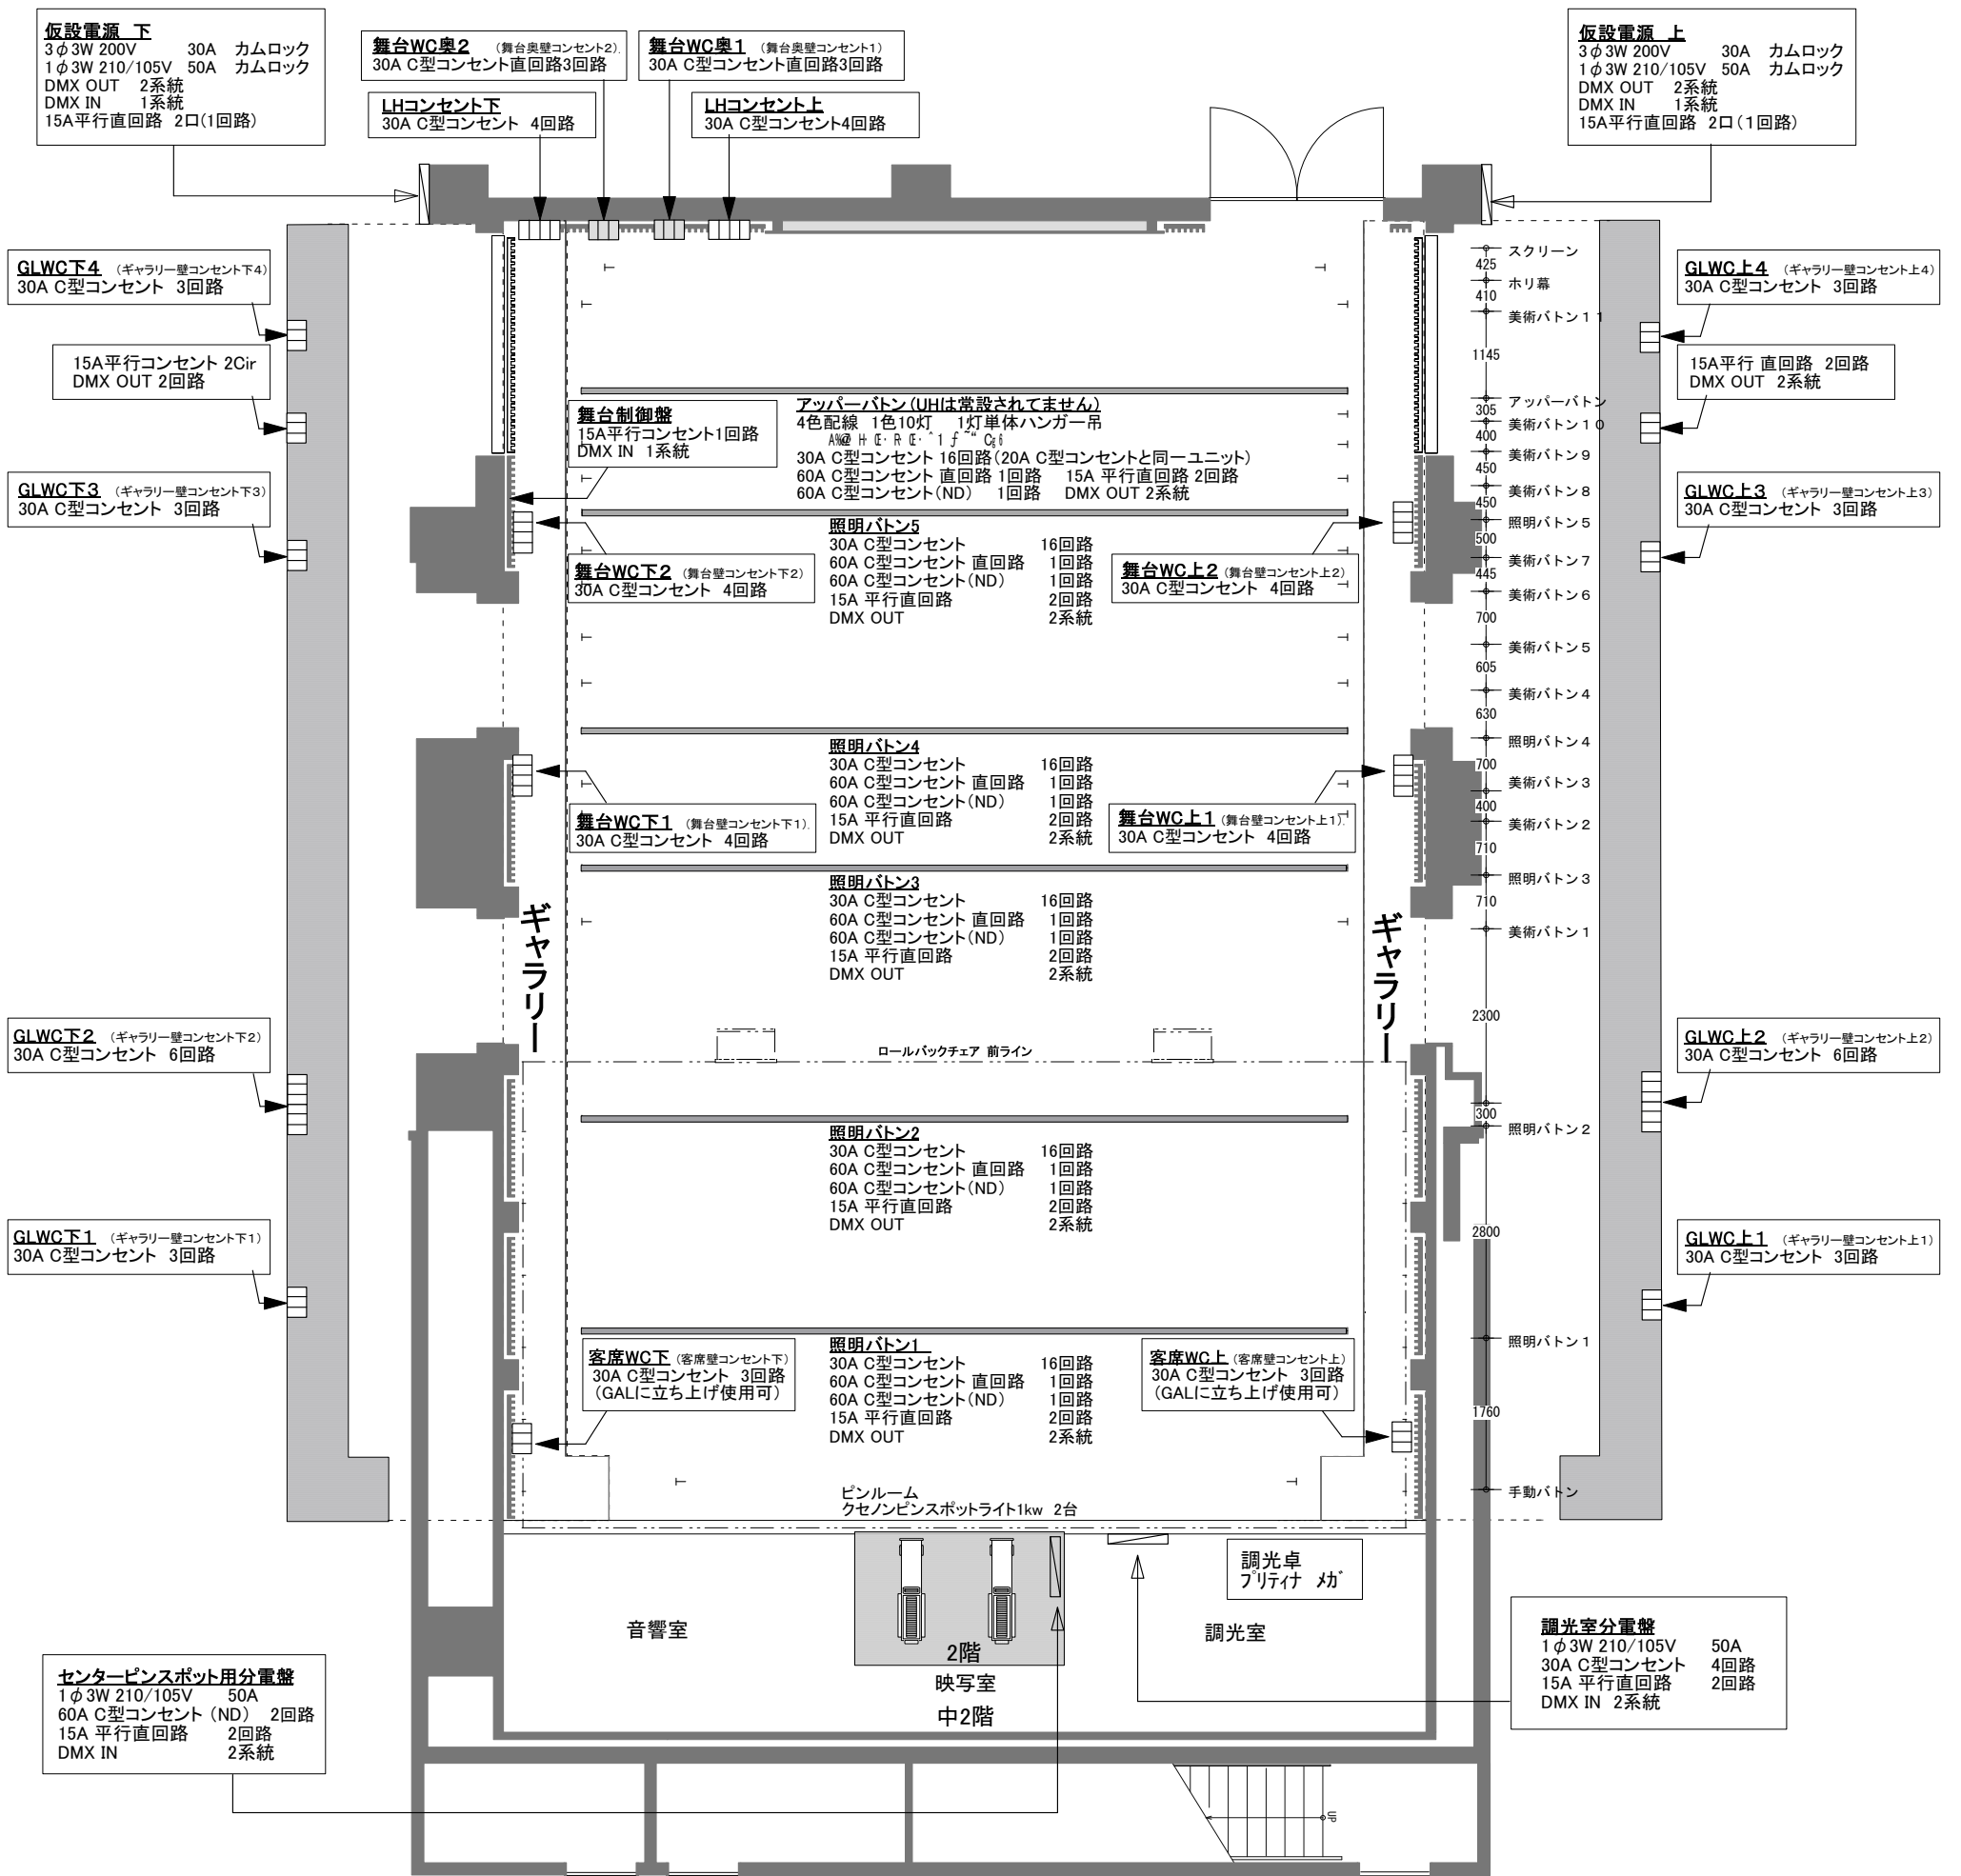 仮設電源 下
3φ3W 200V 30A カムロック
1φ3W 210/105V 50A カムロック
DMX OUT 2系統
DMX IN 1系統
15A平行直回路 2口(1回路)
舞台WC奥2 (舞台奥壁コンセント2)
30A C型コンセント直回路3回路
舞台WC奥1 (舞台奥壁コンセント1)
30A C型コンセント直回路3回路
LHコンセント下
30A C型コンセント 4回路
LHコンセント上
30A C型コンセント4回路
仮設電源 上
3φ3W 200V 30A カムロック
1φ3W 210/105V 50A カムロック
DMX OUT 2系統
DMX IN 1系統
15A平行直回路 2口(1回路)
GLWC下4 (ギャラリー壁コンセント下4)
30A C型コンセント 3回路
15A平行コンセント 2Cir
DMX OUT 2回路
GLWC下3 (ギャラリー壁コンセント下3)
30A C型コンセント 3回路
GLWC下2 (ギャラリー壁コンセント下2)
30A C型コンセント 6回路
GLWC下1 (ギャラリー壁コンセント下1)
30A C型コンセント 3回路
舞台制御盤
15A平行コンセント1回路
DMX IN 1系統
アッパーバトン(UHは常設されてません)
4色配線 1色10灯 1灯単体ハンガー吊
30A C型コンセント 16回路(20A C型コンセントと同一ユニット)
60A C型コンセント 直回路 1回路 15A 平行直回路 2回路
60A C型コンセント(ND) 1回路 DMX OUT 2系統
照明バトン5
30A C型コンセント 16回路
60A C型コンセント 直回路 1回路
60A C型コンセント(ND) 1回路
15A 平行直回路 2回路
DMX OUT 2系統
舞台WC下2 (舞台壁コンセント下2)
30A C型コンセント 4回路
舞台WC上2 (舞台壁コンセント上2)
30A C型コンセント 4回路
照明バトン4
30A C型コンセント 16回路
60A C型コンセント 直回路 1回路
60A C型コンセント(ND) 1回路
15A 平行直回路 2回路
DMX OUT 2系統
舞台WC下1 (舞台壁コンセント下1)
30A C型コンセント 4回路
舞台WC上1 (舞台壁コンセント上1)
30A C型コンセント 4回路
照明バトン3
30A C型コンセント 16回路
60A C型コンセント 直回路 1回路
60A C型コンセント(ND) 1回路
15A 平行直回路 2回路
DMX OUT 2系統
ギャラリー
ギャラリー
ロールバックチェア 前ライン
照明バトン2
30A C型コンセント 16回路
60A C型コンセント 直回路 1回路
60A C型コンセント(ND) 1回路
15A 平行直回路 2回路
DMX OUT 2系統
照明バトン1
30A C型コンセント 16回路
60A C型コンセント 直回路 1回路
60A C型コンセント(ND) 1回路
15A 平行直回路 2回路
DMX OUT 2系統
客席WC下 (客席壁コンセント下)
30A C型コンセント 3回路
(GALに立ち上げ使用可)
客席WC上 (客席壁コンセント上)
30A C型コンセント 3回路
(GALに立ち上げ使用可)
ピンルーム
クセノンピンスポットライト1kw 2台
スクリーン
425
ホリ幕
410
美術バトン11
1145
アッパーバトン
305
美術バトン10
400
美術バトン9
450
美術バトン8
450
照明バトン5
500
美術バトン7
445
美術バトン6
700
美術バトン5
605
美術バトン4
630
照明バトン4
700
美術バトン3
400
美術バトン2
710
照明バトン3
710
美術バトン1
2300
300
照明バトン2
2800
照明バトン1
1760
手動バトン
GLWC上4 (ギャラリー壁コンセント上4)
30A C型コンセント 3回路
15A平行 直回路 2回路
DMX OUT 2系統
GLWC上3 (ギャラリー壁コンセント上3)
30A C型コンセント 3回路
GLWC上2 (ギャラリー壁コンセント上2)
30A C型コンセント 6回路
GLWC上1 (ギャラリー壁コンセント上1)
30A C型コンセント 3回路
音響室
2階
映写室
中2階
調光室
調光卓
プリティナ メガ
調光室分電盤
1φ3W 210/105V 50A
30A C型コンセント 4回路
15A 平行直回路 2回路
DMX IN 2系統
センターピンスポット用分電盤
1φ3W 210/105V 50A
60A C型コンセント (ND) 2回路
15A 平行直回路 2回路
DMX IN 2系統
UP